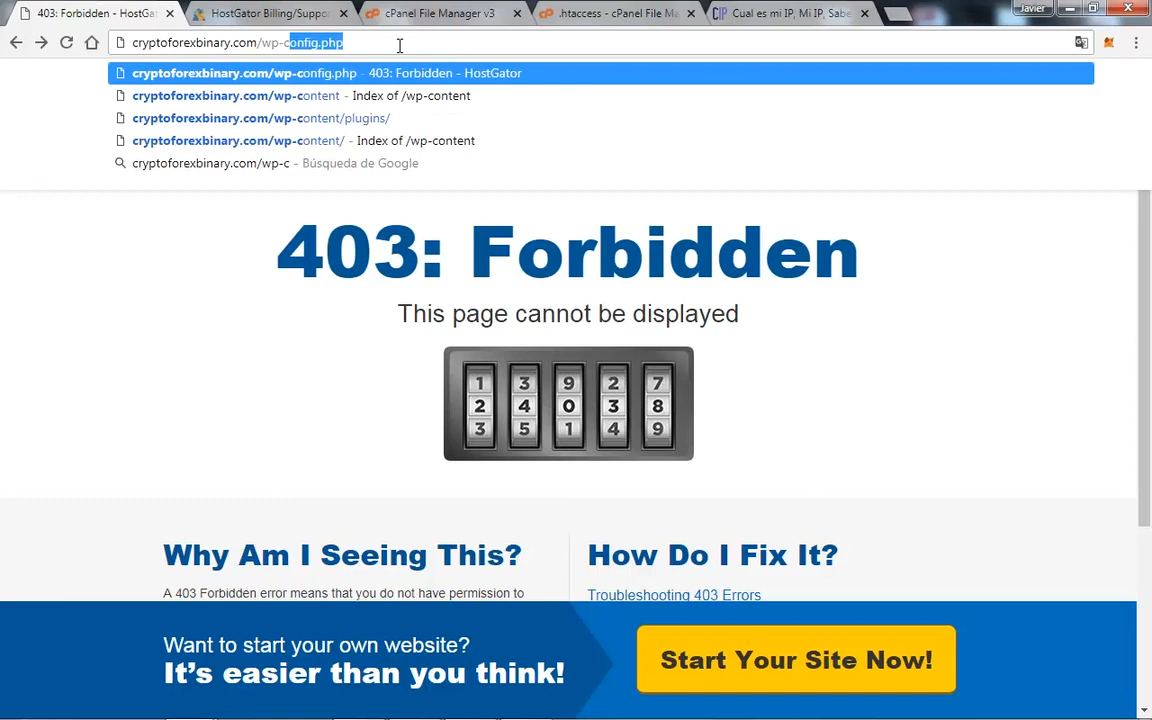 403: Forbidden - HostGa
HostGator Billing/Suppor
cPanel File Manager v3
.htaccess - cPanel File Ma
Cual es mi IP, Mi IP, Sabe
Javier
cryptoforexbinary.com/wp-config.php
cryptoforexbinary.com/wp-config.php - 403: Forbidden - HostGator
cryptoforexbinary.com/wp-content - Index of /wp-content
cryptoforexbinary.com/wp-content/plugins/
cryptoforexbinary.com/wp-content/ - Index of /wp-content
cryptoforexbinary.com/wp-c - Búsqueda de Google
403: Forbidden
This page cannot be displayed
1 3 9 2 7
2 4 0 3 8
3 5 1 4 9
Why Am I Seeing This?
A 403 Forbidden error means that you do not have permission to
How Do I Fix It?
Troubleshooting 403 Errors
Want to start your own website?
It's easier than you think!
Start Your Site Now!